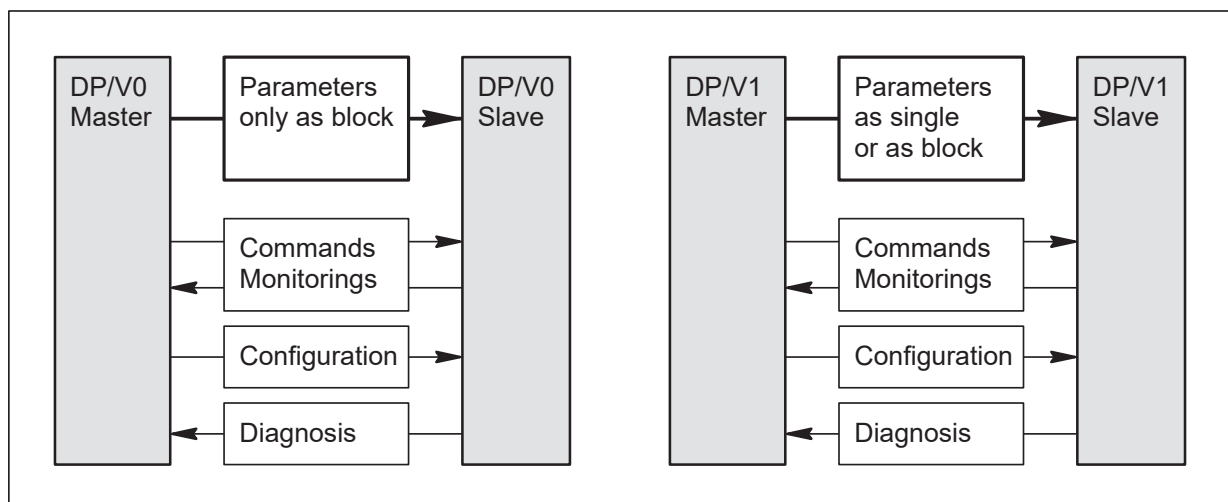 DP/V0
Master
Parameters
only as block
DP/V0
Slave
Commands
Monitorings
Configuration
Diagnosis
DP/V1
Master
Parameters
as single
or as block
DP/V1
Slave
Commands
Monitorings
Configuration
Diagnosis